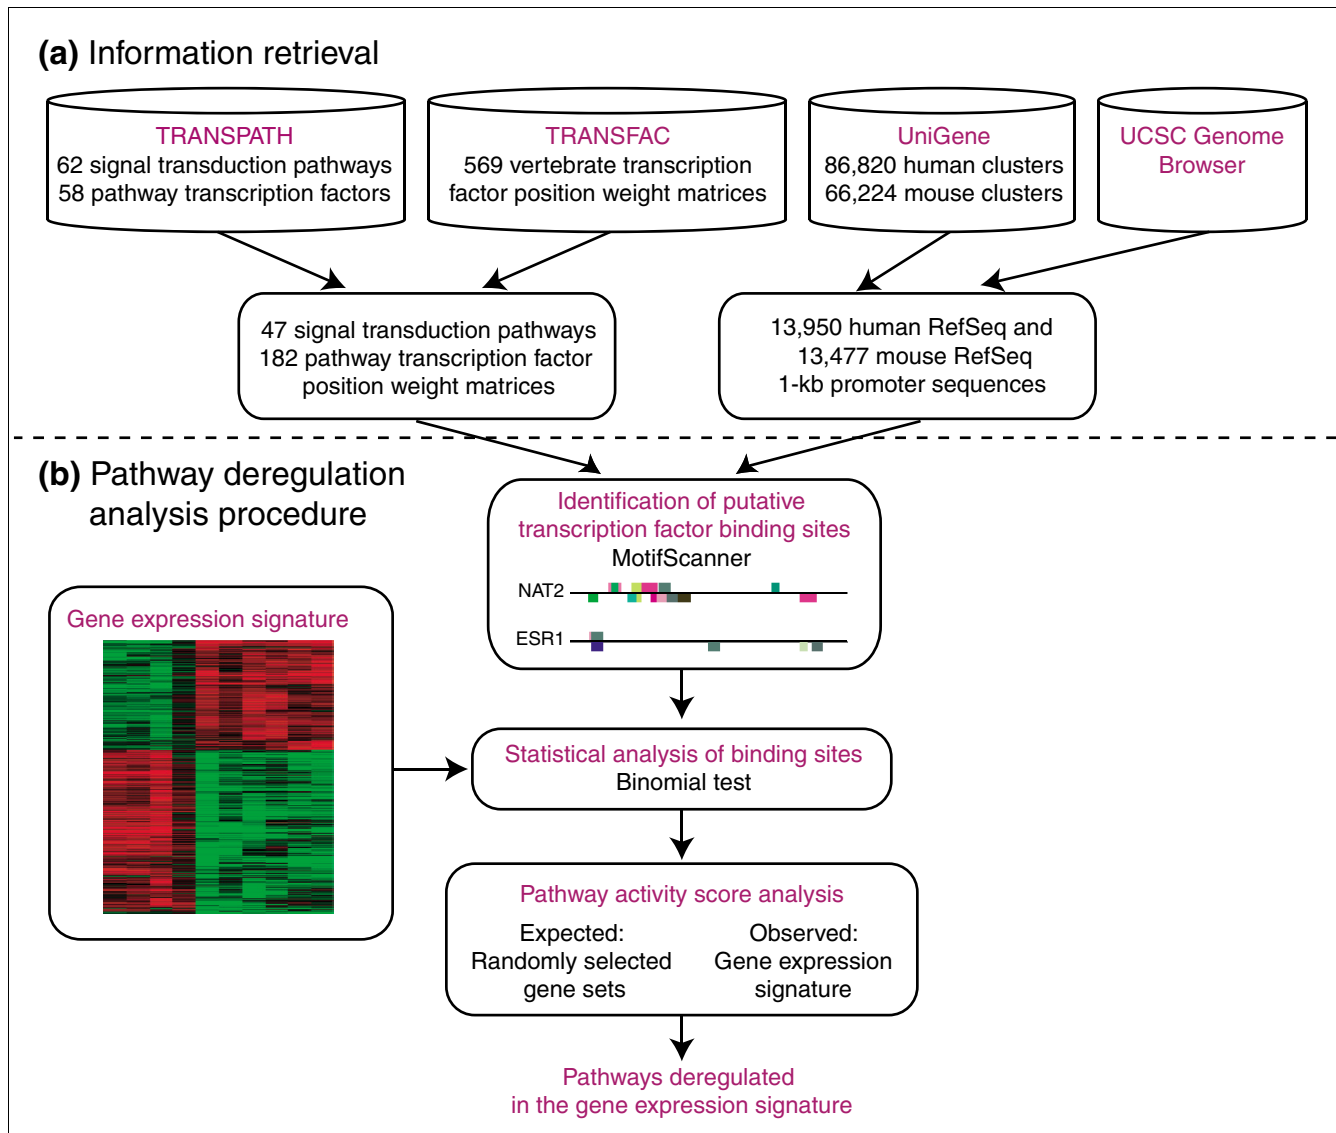 (a) Information retrieval
TRANSPATH
62 signal transduction pathways
58 pathway transcription factors
TRANSFAC
569 vertebrate transcription
factor position weight matrices
UniGene
86,820 human clusters
66,224 mouse clusters
UCSC Genome
Browser
47 signal transduction pathways
182 pathway transcription factor
position weight matrices
13,950 human RefSeq and
13,477 mouse RefSeq
1-kb promoter sequences
(b) Pathway deregulation
analysis procedure
Identification of putative
transcription factor binding sites
MotifScanner
NAT2
ESR1
Gene expression signature
Statistical analysis of binding sites
Binomial test
Pathway activity score analysis
Expected:
Randomly selected
gene sets
Observed:
Gene expression
signature
Pathways deregulated
in the gene expression signature